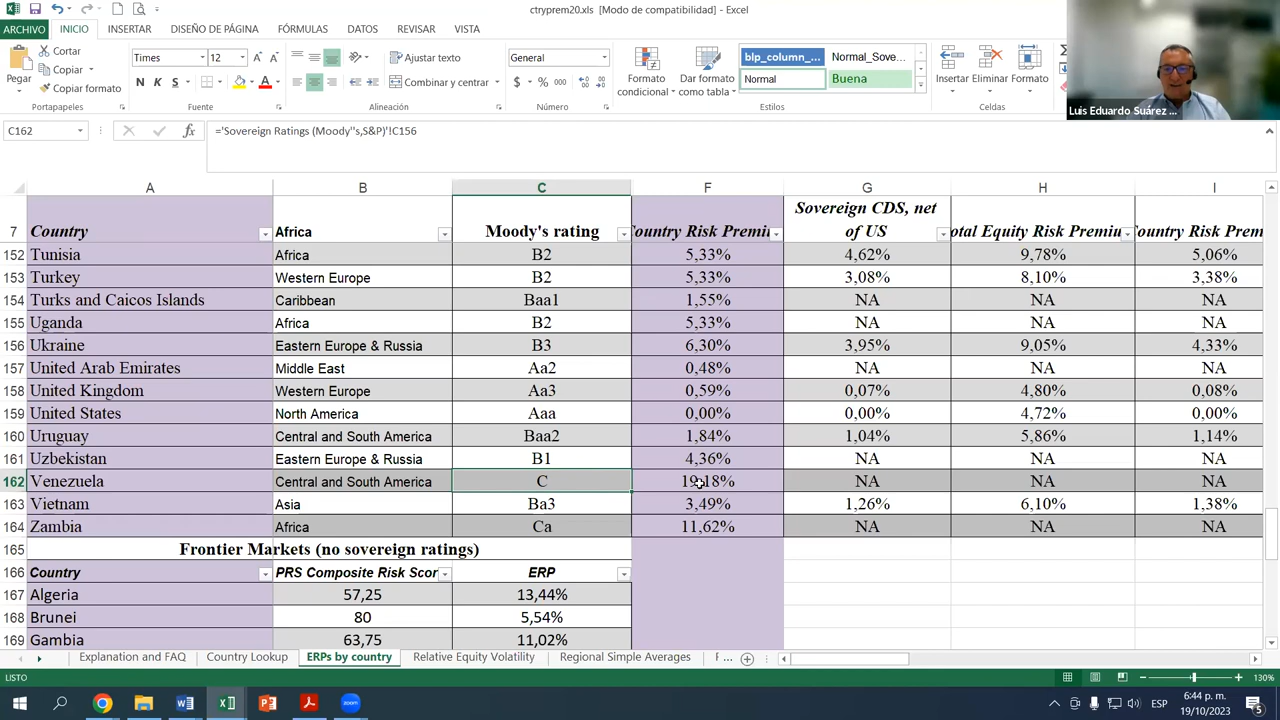 ctryprem20.xls [Modo de compatibilidad] - Excel
ARCHIVO INICIO INSERTAR DISEÑO DE PÁGINA FÓRMULAS DATOS REVISAR VISTA
Pegar Cortar Copiar Copiar formato
Portapapeles
Times 12
N K S
Fuente
Ajustar texto
Combinar y centrar
Alineación
General
$ % 000
Número
Formato condicional
Dar formato como tabla
blp_column_... Normal_Sove...
Normal Buena
Estilos
Insertar Eliminar Formato
Celdas
Luis Eduardo Suárez ...
C162 fx ='Sovereign Ratings (Moody''s,S&P)'!C156
A B C F G H I
7 Country Africa Moody's rating Country Risk Premi Sovereign CDS, net of US otal Equity Risk Premiu Country Risk Prem
152 Tunisia Africa B2 5,33% 4,62% 9,78% 5,06%
153 Turkey Western Europe B2 5,33% 3,08% 8,10% 3,38%
154 Turks and Caicos Islands Caribbean Baa1 1,55% NA NA NA
155 Uganda Africa B2 5,33% NA NA NA
156 Ukraine Eastern Europe & Russia B3 6,30% 3,95% 9,05% 4,33%
157 United Arab Emirates Middle East Aa2 0,48% NA NA NA
158 United Kingdom Western Europe Aa3 0,59% 0,07% 4,80% 0,08%
159 United States North America Aaa 0,00% 0,00% 4,72% 0,00%
160 Uruguay Central and South America Baa2 1,84% 1,04% 5,86% 1,14%
161 Uzbekistan Eastern Europe & Russia B1 4,36% NA NA NA
162 Venezuela Central and South America C 19,18% NA NA NA
163 Vietnam Asia Ba3 3,49% 1,26% 6,10% 1,38%
164 Zambia Africa Ca 11,62% NA NA NA
165 Frontier Markets (no sovereign ratings)
166 Country PRS Composite Risk Scor ERP
167 Algeria 57,25 13,44%
168 Brunei 80 5,54%
169 Gambia 63,75 11,02%
Explanation and FAQ Country Lookup ERPs by country Relative Equity Volatility Regional Simple Averages F ...
LISTO 130%
ESP 6:44 p. m.
19/10/2023 5